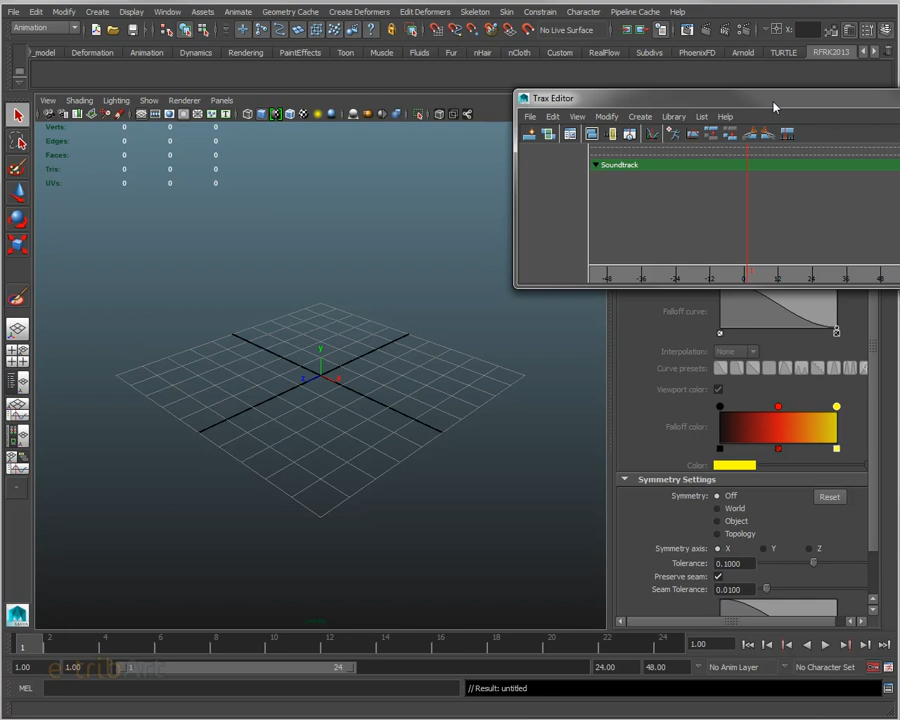 File Edit Modify Create Display Window Assets Animate Geometry Cache Create Deformers Edit Deformers Skeleton Skin Constrain Character Muscle Pipeline Cache Help
Animation No Live Surface
_model Deformation Animation Dynamics Rendering PaintEffects Toon Muscle Fluids Fur nHair nCloth Custom RealFlow Subdivs PhoenixFD Arnold TURTLE RFRK2013
View Shading Lighting Show Renderer Panels
Trax Editor
File Edit View Modify Create Library List Help
Verts: 0 0 0
Edges: 0 0 0
Faces: 0 0 0
Tris: 0 0 0
UVs: 0 0 0
Soundtrack
-48 -36 -24 -12 0 1 12 24 36 48
Falloff curve:
y
z x
Interpolation: None
Curve presets:
Viewport color:
Falloff color:
Color:
Symmetry Settings
Symmetry: Off Reset
World
Object
Topology
Symmetry axis: X Y Z
Tolerance: 0.1000
Preserve seam:
Seam Tolerance: 0.0100
persp
1 2 4 6 8 10 12 14 16 18 20 22 24 1.00
1.00 1.00 1 24 24.00 48.00 No Anim Layer No Character Set
MEL // Result: untitled